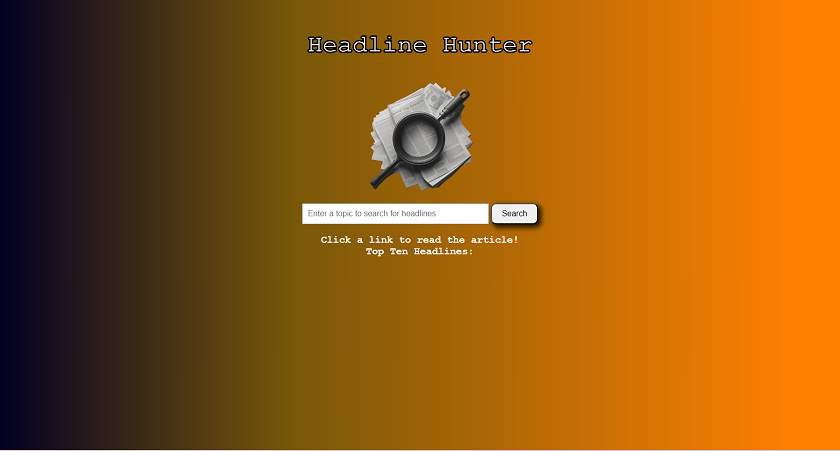 Headline Hunter
Enter a topic to search for headlines
Search
Click a link to read the article!
Top Ten Headlines: